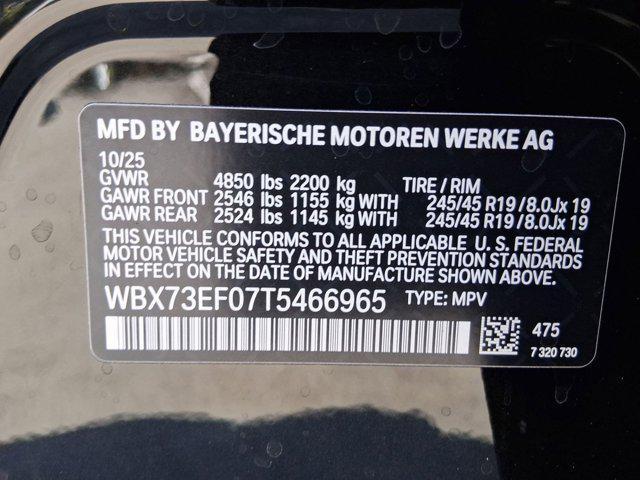 MFD BY BAYERISCHE MOTOREN WERKE AG
10/25
GVWR 4850 lbs 2200 kg TIRE / RIM
GAWR FRONT 2546 lbs 1155 kg WITH 245/45 R19 / 8.0Jx 19
GAWR REAR 2524 lbs 1145 kg WITH 245/45 R19 / 8.0Jx 19
THIS VEHICLE CONFORMS TO ALL APPLICABLE U. S. FEDERAL
MOTOR VEHICLE SAFETY AND THEFT PREVENTION STANDARDS
IN EFFECT ON THE DATE OF MANUFACTURE SHOWN ABOVE.
WBX73EF07T5466965 TYPE: MPV
475
7 320 730